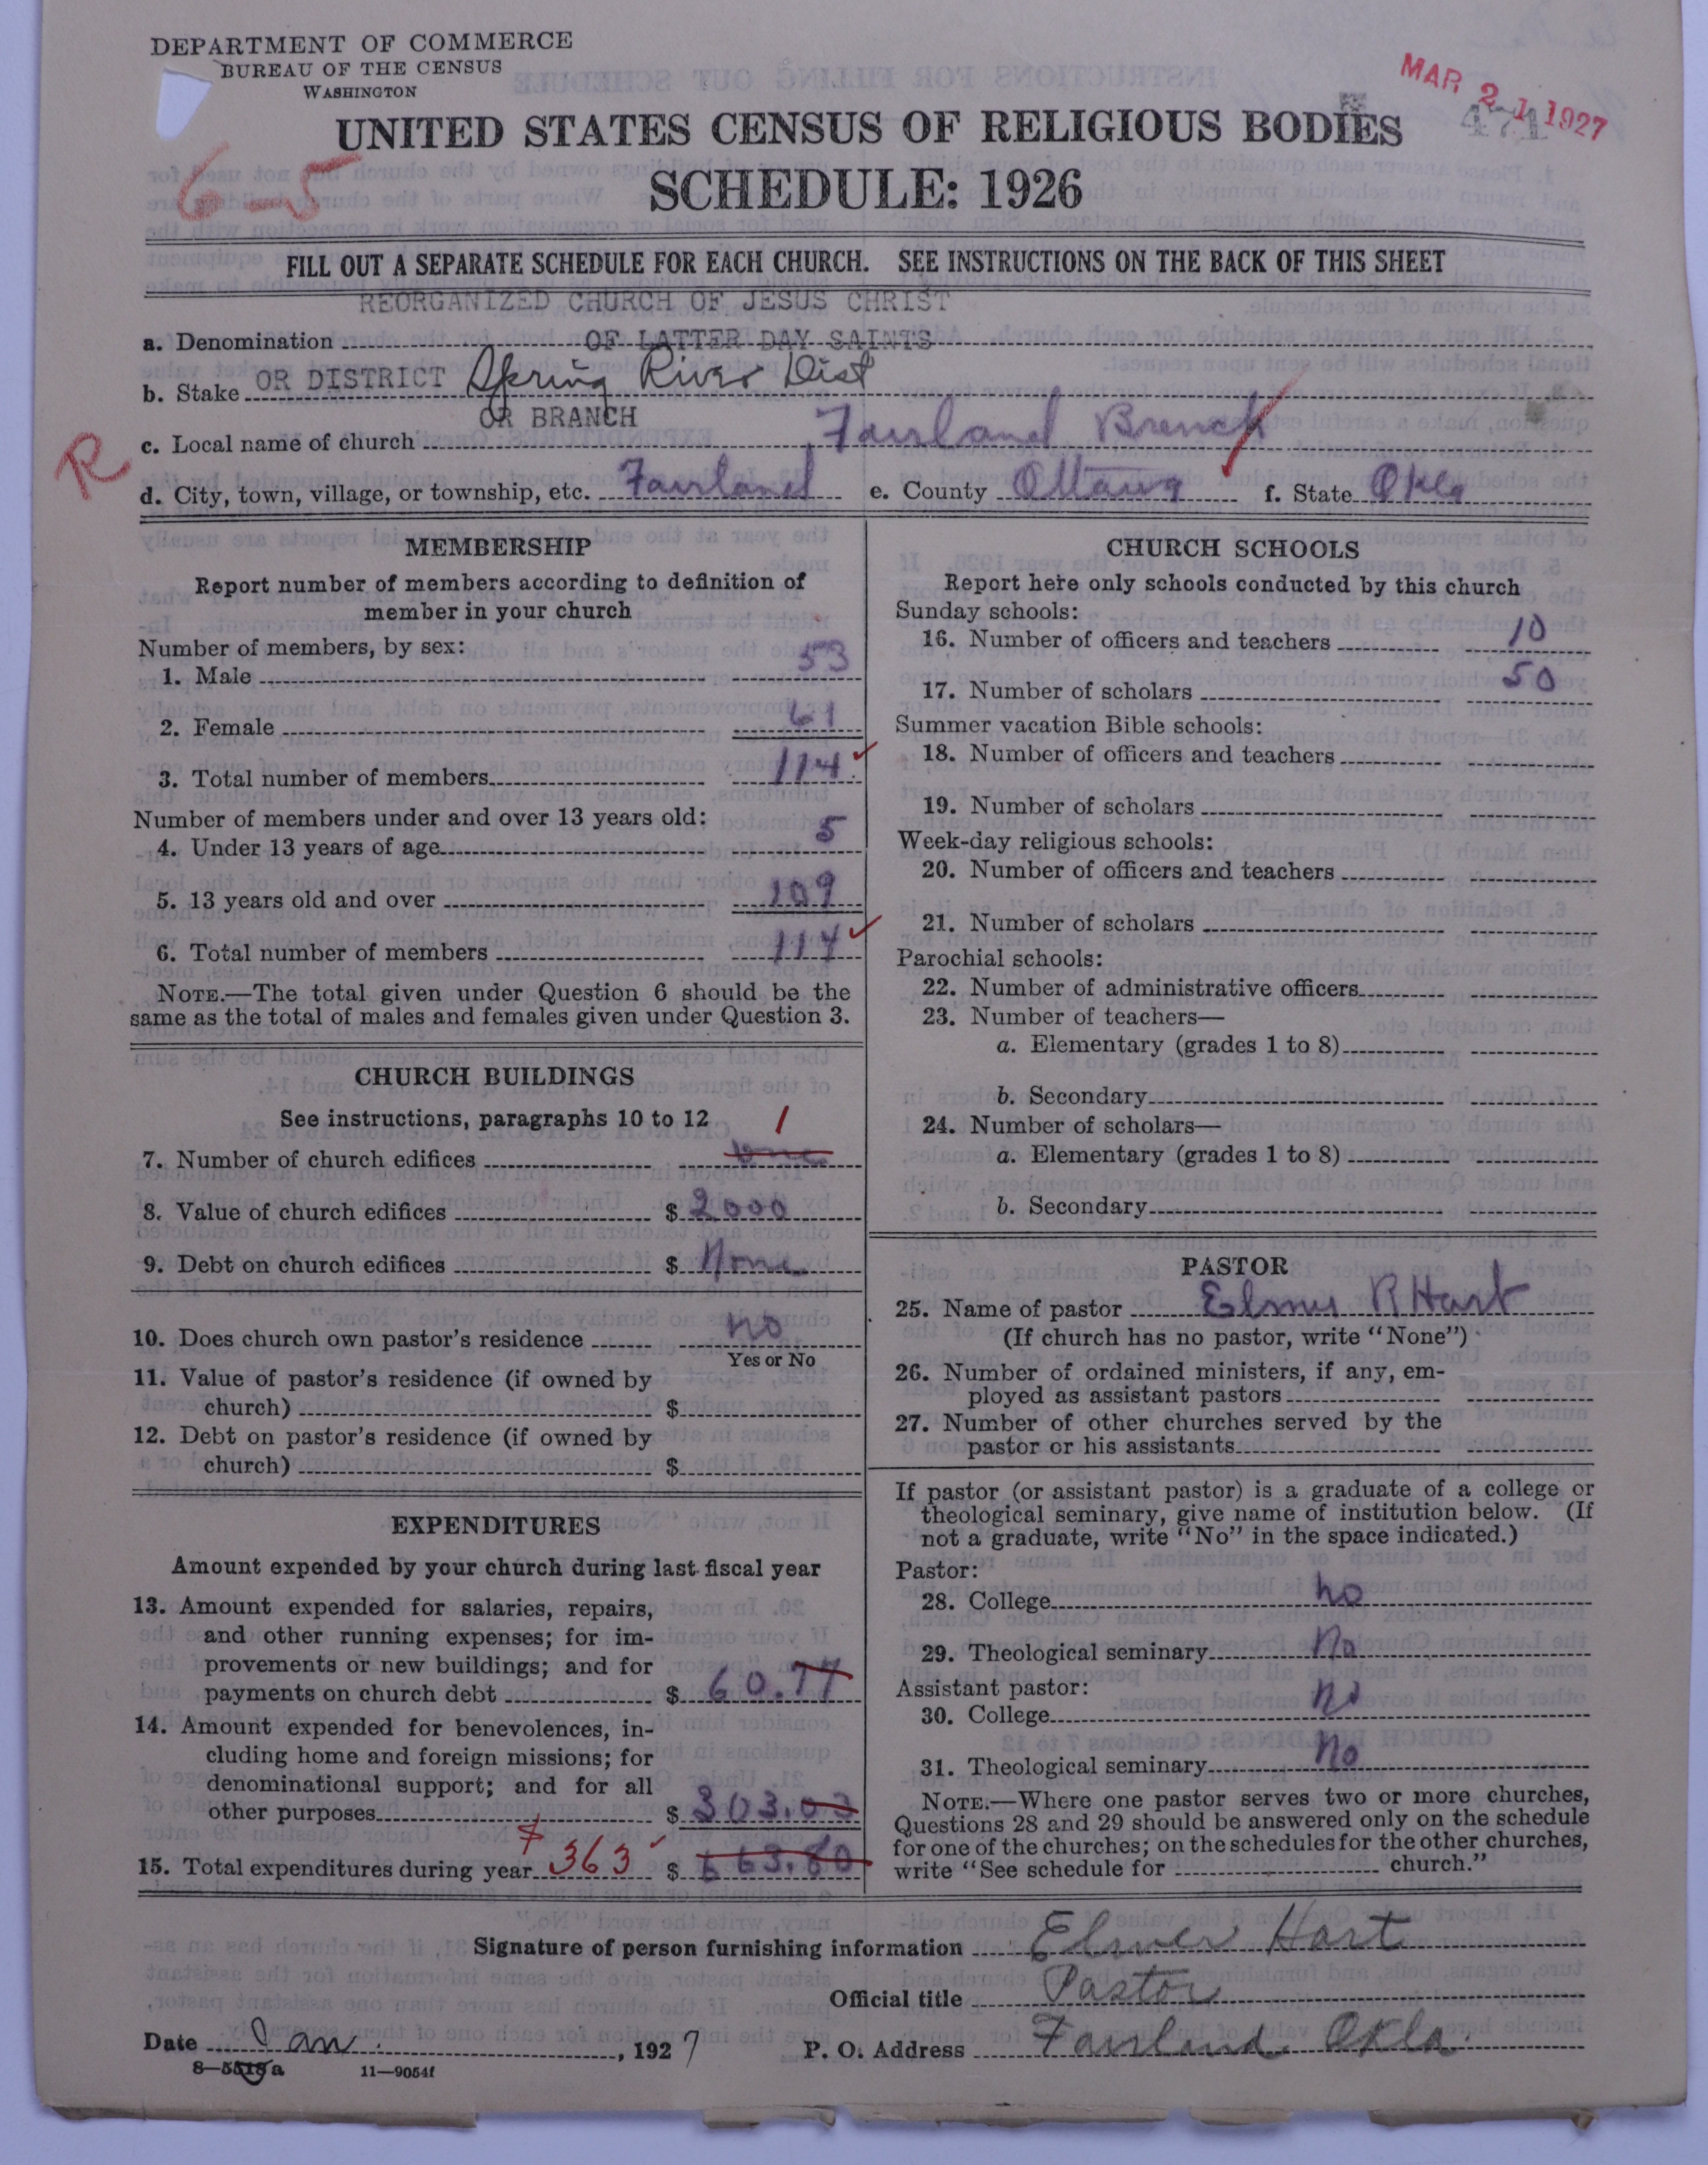 DEPARTMENT OF COMMERCE
BUREAU OF THE CENSUS
WASHINGTON
MAR 21 1927
471
UNITED STATES CENSUS OF RELIGIOUS BODIES
6-5
SCHEDULE: 1926
FILL OUT A SEPARATE SCHEDULE FOR EACH CHURCH. SEE INSTRUCTIONS ON THE BACK OF THIS SHEET
REORGANIZED CHURCH OF JESUS CHRIST
a. Denomination OF LATTER DAY SAINTS
b. Stake OR DISTRICT Spring River Dist
OR BRANCH
c. Local name of church Fairland Branch
R
d. City, town, village, or township, etc. Fairland e. County Ottawa f. State Okla
MEMBERSHIP
Report number of members according to definition of
member in your church
Number of members, by sex:
1. Male 53
2. Female 61
3. Total number of members 114
Number of members under and over 13 years old:
4. Under 13 years of age 5
5. 13 years old and over 109
6. Total number of members 114
NOTE.—The total given under Question 6 should be the
same as the total of males and females given under Question 3.
CHURCH BUILDINGS
See instructions, paragraphs 10 to 12
1
7. Number of church edifices one
8. Value of church edifices $ 2000
9. Debt on church edifices $ None
10. Does church own pastor's residence no
Yes or No
11. Value of pastor's residence (if owned by
church) $
12. Debt on pastor's residence (if owned by
church) $
EXPENDITURES
Amount expended by your church during last fiscal year
13. Amount expended for salaries, repairs,
and other running expenses; for im-
provements or new buildings; and for
payments on church debt $ 60.77
14. Amount expended for benevolences, in-
cluding home and foreign missions; for
denominational support; and for all
other purposes $ 303.03
15. Total expenditures during year $363 $ 663.80
CHURCH SCHOOLS
Report here only schools conducted by this church
Sunday schools:
16. Number of officers and teachers 10
17. Number of scholars 50
Summer vacation Bible schools:
18. Number of officers and teachers
19. Number of scholars
Week-day religious schools:
20. Number of officers and teachers
21. Number of scholars
Parochial schools:
22. Number of administrative officers
23. Number of teachers—
a. Elementary (grades 1 to 8)
b. Secondary
24. Number of scholars—
a. Elementary (grades 1 to 8)
b. Secondary
PASTOR
25. Name of pastor Elmer R Hart
(If church has no pastor, write "None")
26. Number of ordained ministers, if any, em-
ployed as assistant pastors
27. Number of other churches served by the
pastor or his assistants
If pastor (or assistant pastor) is a graduate of a college or
theological seminary, give name of institution below. (If
not a graduate, write "No" in the space indicated.)
Pastor:
28. College no
29. Theological seminary No
Assistant pastor:
30. College no
31. Theological seminary no
NOTE.—Where one pastor serves two or more churches,
Questions 28 and 29 should be answered only on the schedule
for one of the churches; on the schedules for the other churches,
write "See schedule for church."
Signature of person furnishing information Elmer Hart
Official title Pastor
Date Jan. , 1927 P. O. Address Fairland Okla.
8—5518a 11—9054f